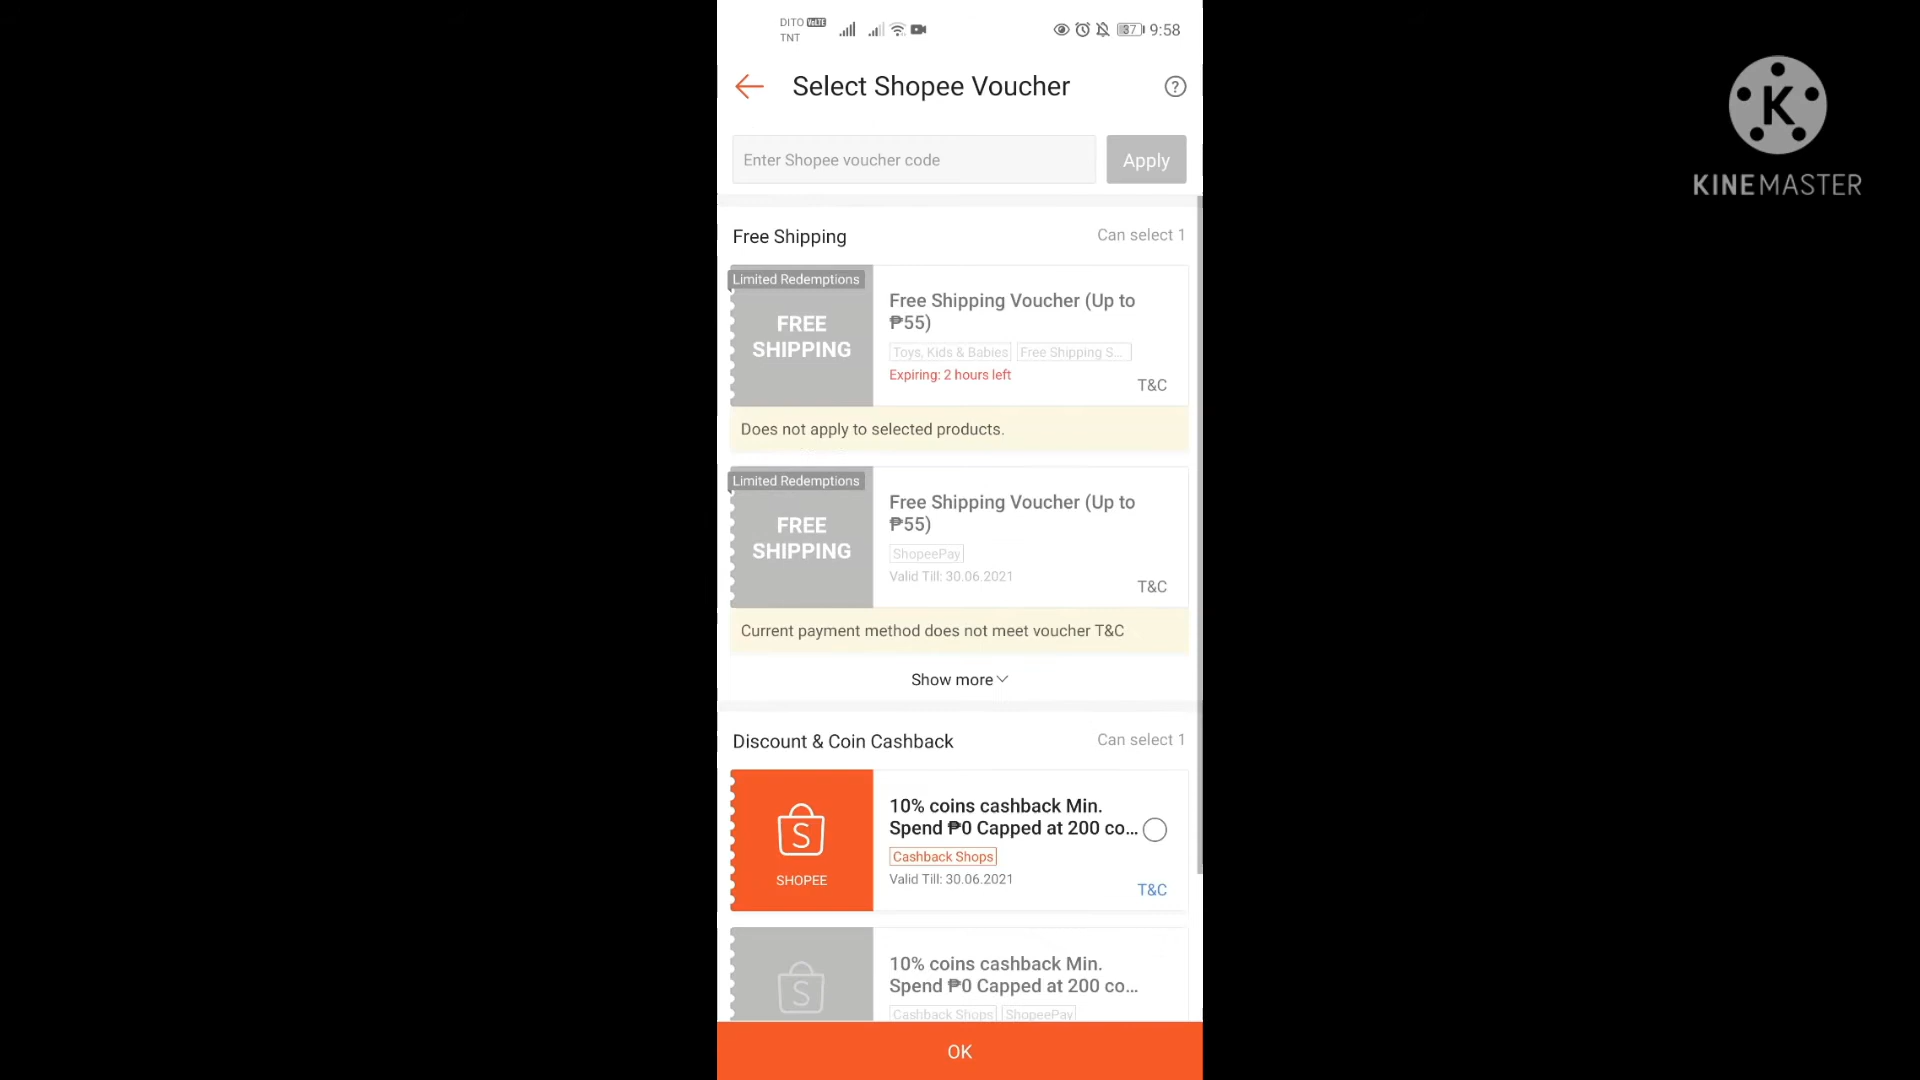 DITO VoLTE
TNT
37 9:58
Select Shopee Voucher
?
Enter Shopee voucher code
Apply
Free Shipping
Can select 1
Limited Redemptions
FREE
SHIPPING
Free Shipping Voucher (Up to
₱55)
Toys, Kids & Babies Free Shipping S...
Expiring: 2 hours left
T&C
Does not apply to selected products.
Limited Redemptions
FREE
SHIPPING
Free Shipping Voucher (Up to
₱55)
ShopeePay
Valid Till: 30.06.2021
T&C
Current payment method does not meet voucher T&C
Show more
Discount & Coin Cashback
Can select 1
S
SHOPEE
10% coins cashback Min.
Spend ₱0 Capped at 200 co...
Cashback Shops
Valid Till: 30.06.2021
T&C
S
10% coins cashback Min.
Spend ₱0 Capped at 200 co...
Cashback Shops ShopeePay
OK
K
KINEMASTER